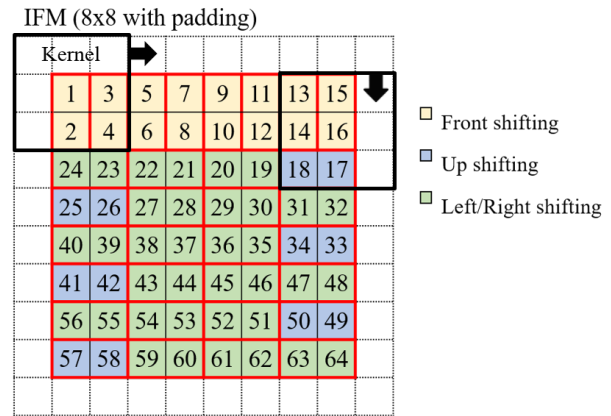 IFM (8x8 with padding)
Kernel
1 3 5 7 9 11 13 15
2 4 6 8 10 12 14 16
24 23 22 21 20 19 18 17
25 26 27 28 29 30 31 32
40 39 38 37 36 35 34 33
41 42 43 44 45 46 47 48
56 55 54 53 52 51 50 49
57 58 59 60 61 62 63 64
Front shifting
Up shifting
Left/Right shifting